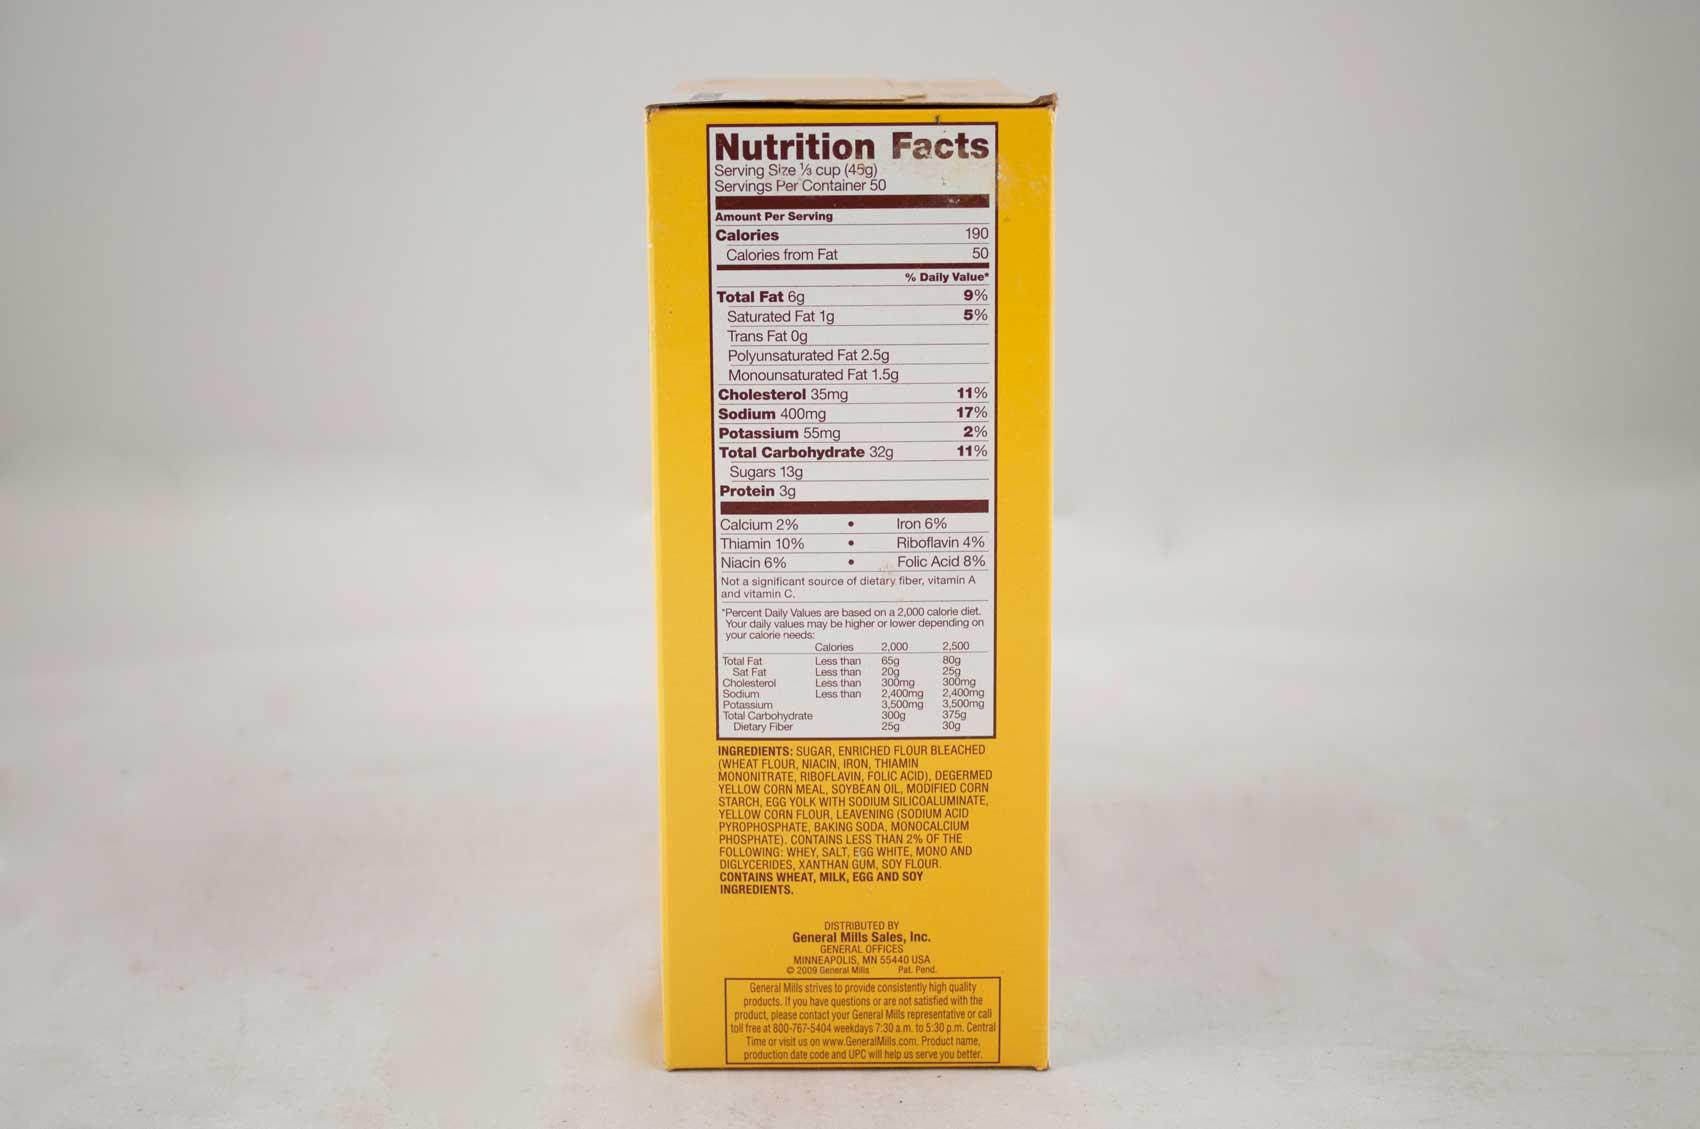 Nutrition Facts
Serving Size ⅓ cup (45g)
Servings Per Container 50
Amount Per Serving
Calories 190
Calories from Fat 50
% Daily Value*
Total Fat 6g 9%
Saturated Fat 1g 5%
Trans Fat 0g
Polyunsaturated Fat 2.5g
Monounsaturated Fat 1.5g
Cholesterol 35mg 11%
Sodium 400mg 17%
Potassium 55mg 2%
Total Carbohydrate 32g 11%
Sugars 13g
Protein 3g
Calcium 2% • Iron 6%
Thiamin 10% • Riboflavin 4%
Niacin 6% • Folic Acid 8%
Not a significant source of dietary fiber, vitamin A
and vitamin C.
*Percent Daily Values are based on a 2,000 calorie diet.
Your daily values may be higher or lower depending on
your calorie needs:
Calories 2,000 2,500
Total Fat Less than 65g 80g
Sat Fat Less than 20g 25g
Cholesterol Less than 300mg 300mg
Sodium Less than 2,400mg 2,400mg
Potassium 3,500mg 3,500mg
Total Carbohydrate 300g 375g
Dietary Fiber 25g 30g
INGREDIENTS: SUGAR, ENRICHED FLOUR BLEACHED
(WHEAT FLOUR, NIACIN, IRON, THIAMIN
MONONITRATE, RIBOFLAVIN, FOLIC ACID), DEGERMED
YELLOW CORN MEAL, SOYBEAN OIL, MODIFIED CORN
STARCH, EGG YOLK WITH SODIUM SILICOALUMINATE,
YELLOW CORN FLOUR, LEAVENING (SODIUM ACID
PYROPHOSPHATE, BAKING SODA, MONOCALCIUM
PHOSPHATE). CONTAINS LESS THAN 2% OF THE
FOLLOWING: WHEY, SALT, EGG WHITE, MONO AND
DIGLYCERIDES, XANTHAN GUM, SOY FLOUR.
CONTAINS WHEAT, MILK, EGG AND SOY
INGREDIENTS.
DISTRIBUTED BY
General Mills Sales, Inc.
GENERAL OFFICES
MINNEAPOLIS, MN 55440 USA
© 2009 General Mills Pat. Pend.
General Mills strives to provide consistently high quality
products. If you have questions or are not satisfied with the
product, please contact your General Mills representative or call
toll free at 800-767-5404 weekdays 7:30 a.m. to 5:30 p.m. Central
Time or visit us on www.GeneralMills.com. Product name,
production date code and UPC will help us serve you better.